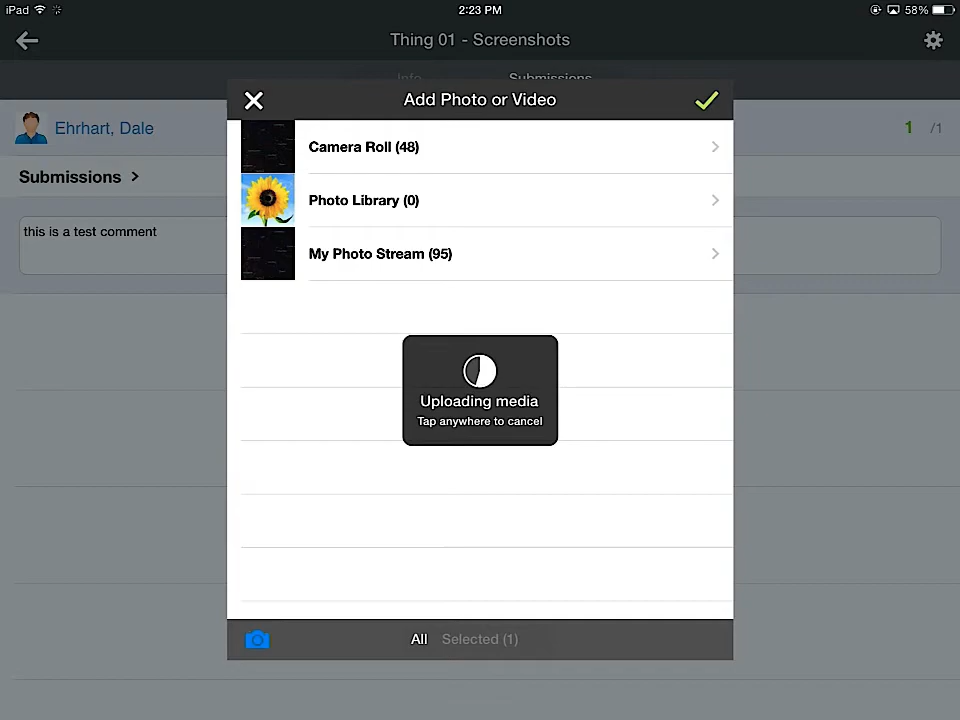 iPad 2:23 PM 58%
Thing 01 - Screenshots
Info Submissions
Add Photo or Video
Ehrhart, Dale 1 /1
Camera Roll (48)
Submissions >
Photo Library (0)
this is a test comment
My Photo Stream (95)
Uploading media
Tap anywhere to cancel
All Selected (1)